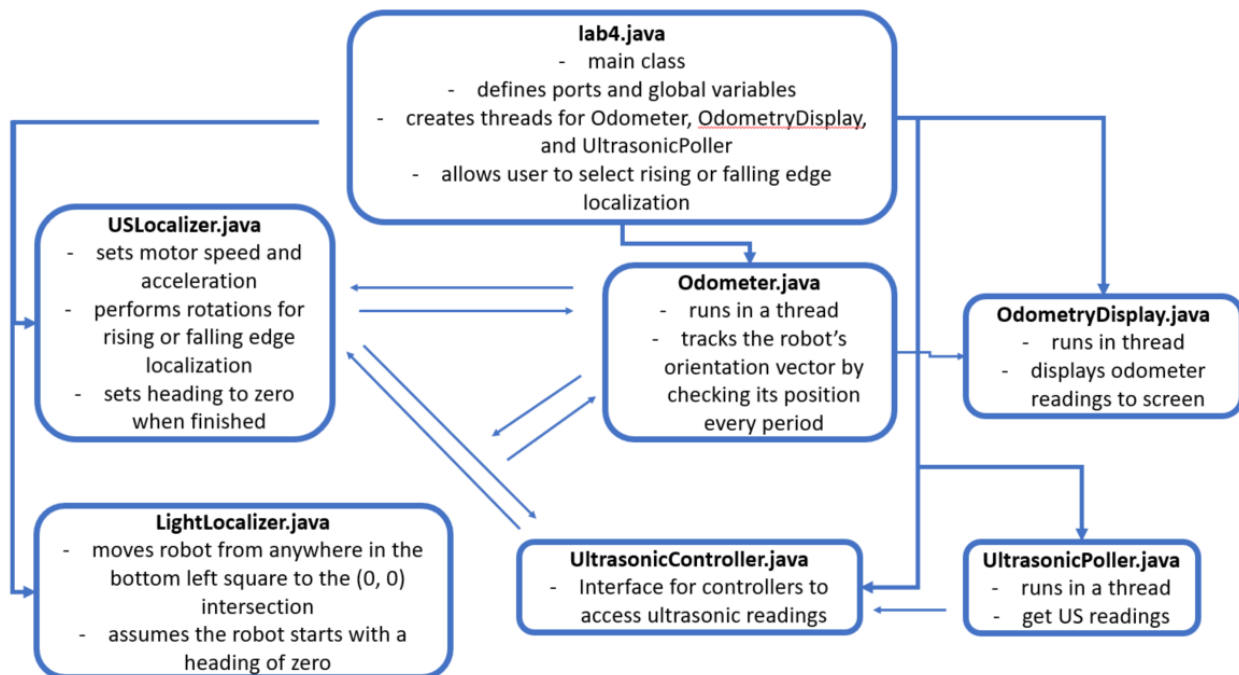 lab4.java
- main class
- defines ports and global variables
- creates threads for Odometer, OdometryDisplay,
and UltrasonicPoller
- allows user to select rising or falling edge
localization
USLocalizer.java
- sets motor speed and
acceleration
- performs rotations for
rising or falling edge
localization
- sets heading to zero
when finished
Odometer.java
- runs in a thread
- tracks the robot's
orientation vector by
checking its position
every period
OdometryDisplay.java
- runs in thread
- displays odometer
readings to screen
LightLocalizer.java
- moves robot from anywhere in the
bottom left square to the (0, 0)
intersection
- assumes the robot starts with a
heading of zero
UltrasonicController.java
- Interface for controllers to
access ultrasonic readings
UltrasonicPoller.java
- runs in a thread
- get US readings